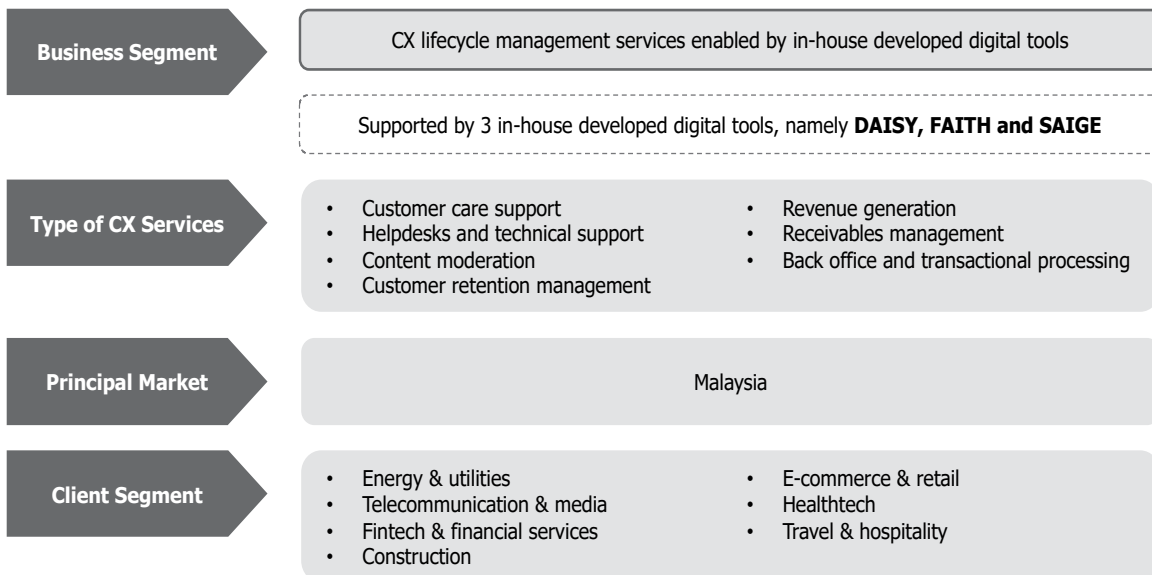 Business Segment
CX lifecycle management services enabled by in-house developed digital tools
Supported by 3 in-house developed digital tools, namely DAISY, FAITH and SAIGE
Type of CX Services
• Customer care support
• Helpdesks and technical support
• Content moderation
• Customer retention management
• Revenue generation
• Receivables management
• Back office and transactional processing
Principal Market
Malaysia
Client Segment
• Energy & utilities
• Telecommunication & media
• Fintech & financial services
• Construction
• E-commerce & retail
• Healthtech
• Travel & hospitality